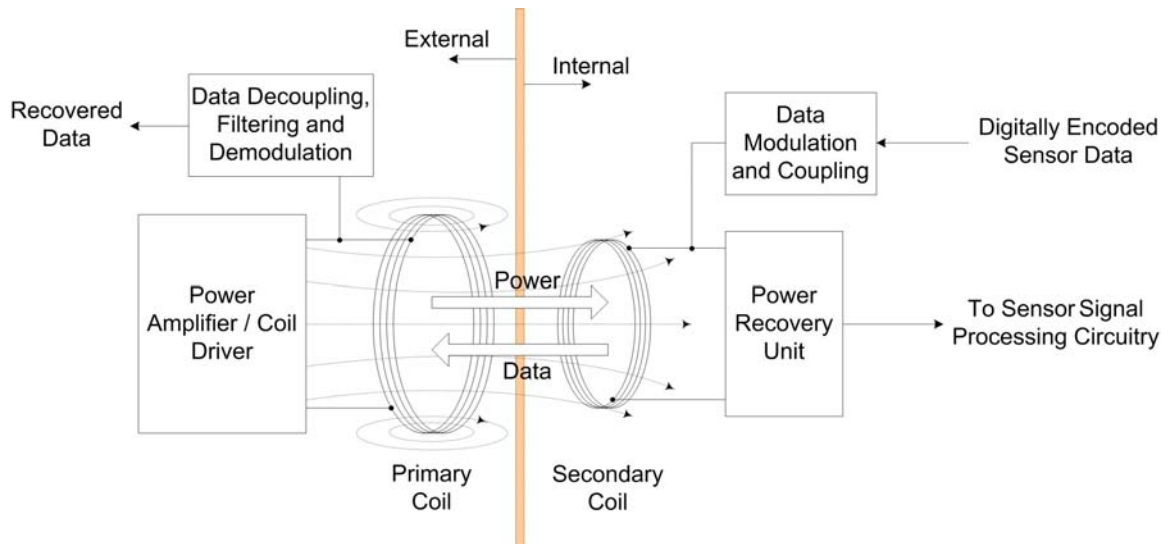 External
Internal
Recovered
Data
Data Decoupling,
Filtering and
Demodulation
Data
Modulation
and Coupling
Digitally Encoded
Sensor Data
Power
Amplifier / Coil
Driver
Power
Data
Power
Recovery
Unit
To Sensor Signal
Processing Circuitry
Primary
Coil
Secondary
Coil